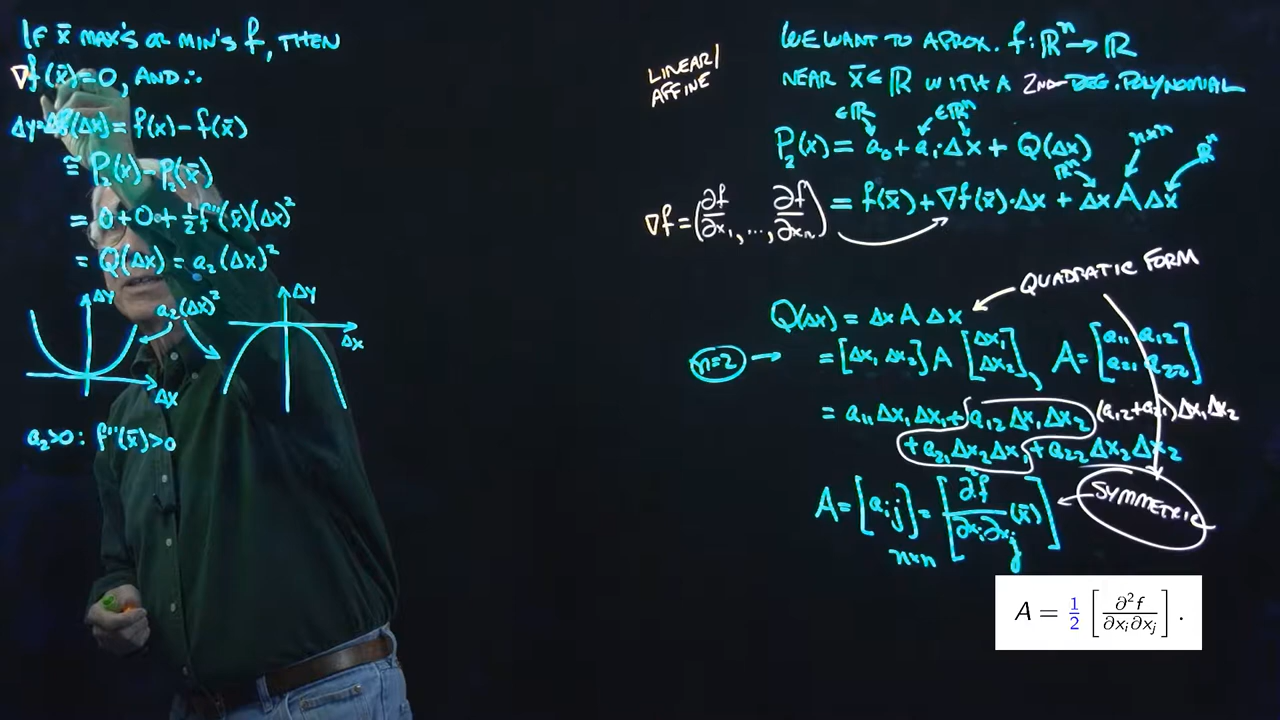 IF x̄ MAX'S OR MIN'S f, THEN
∇f(x̄)=0, AND ∴
Δy=Δf(Δx)= f(x) - f(x̄)
≅ P₂(x) - P₂(x̄)
= 0+0+ ½f''(x̄)(Δx)²
= Q(Δx) = a₂(Δx)²
Δy
a₂(Δx)²
Δy
Δx
Δx
a₂>0: f''(x̄)>0
LINEAR/
AFFINE
WE WANT TO APROX. f: ℝⁿ→ℝ
NEAR x̄∈ℝ WITH A 2ND-DEG. POLYNOMIAL
∈ℝ ∈ℝⁿ
P₂(x)= a₀+a₁·Δx + Q(Δx)
n×n
ℝⁿ ℝⁿ
∇f=(∂f/∂x₁,...,∂f/∂xₙ) = f(x̄)+∇f(x̄)·Δx + Δx A Δx
QUADRATIC FORM
Q(Δx) = Δx A Δx
n=2 → =[Δx₁ Δx₂] A [Δx₁ Δx₂], A=[a₁₁ a₁₂ a₂₁ a₂₂]
= a₁₁Δx₁Δx₁+a₁₂Δx₁Δx₂ (a₁₂+a₂₁)Δx₁Δx₂
+a₂₁Δx₂Δx₁+a₂₂Δx₂Δx₂
SYMMETRIC
A=[aᵢⱼ]=[∂²f/∂xᵢ∂xⱼ(x̄)]
n×n
A = 1/2 [∂²f/∂xᵢ∂xⱼ].